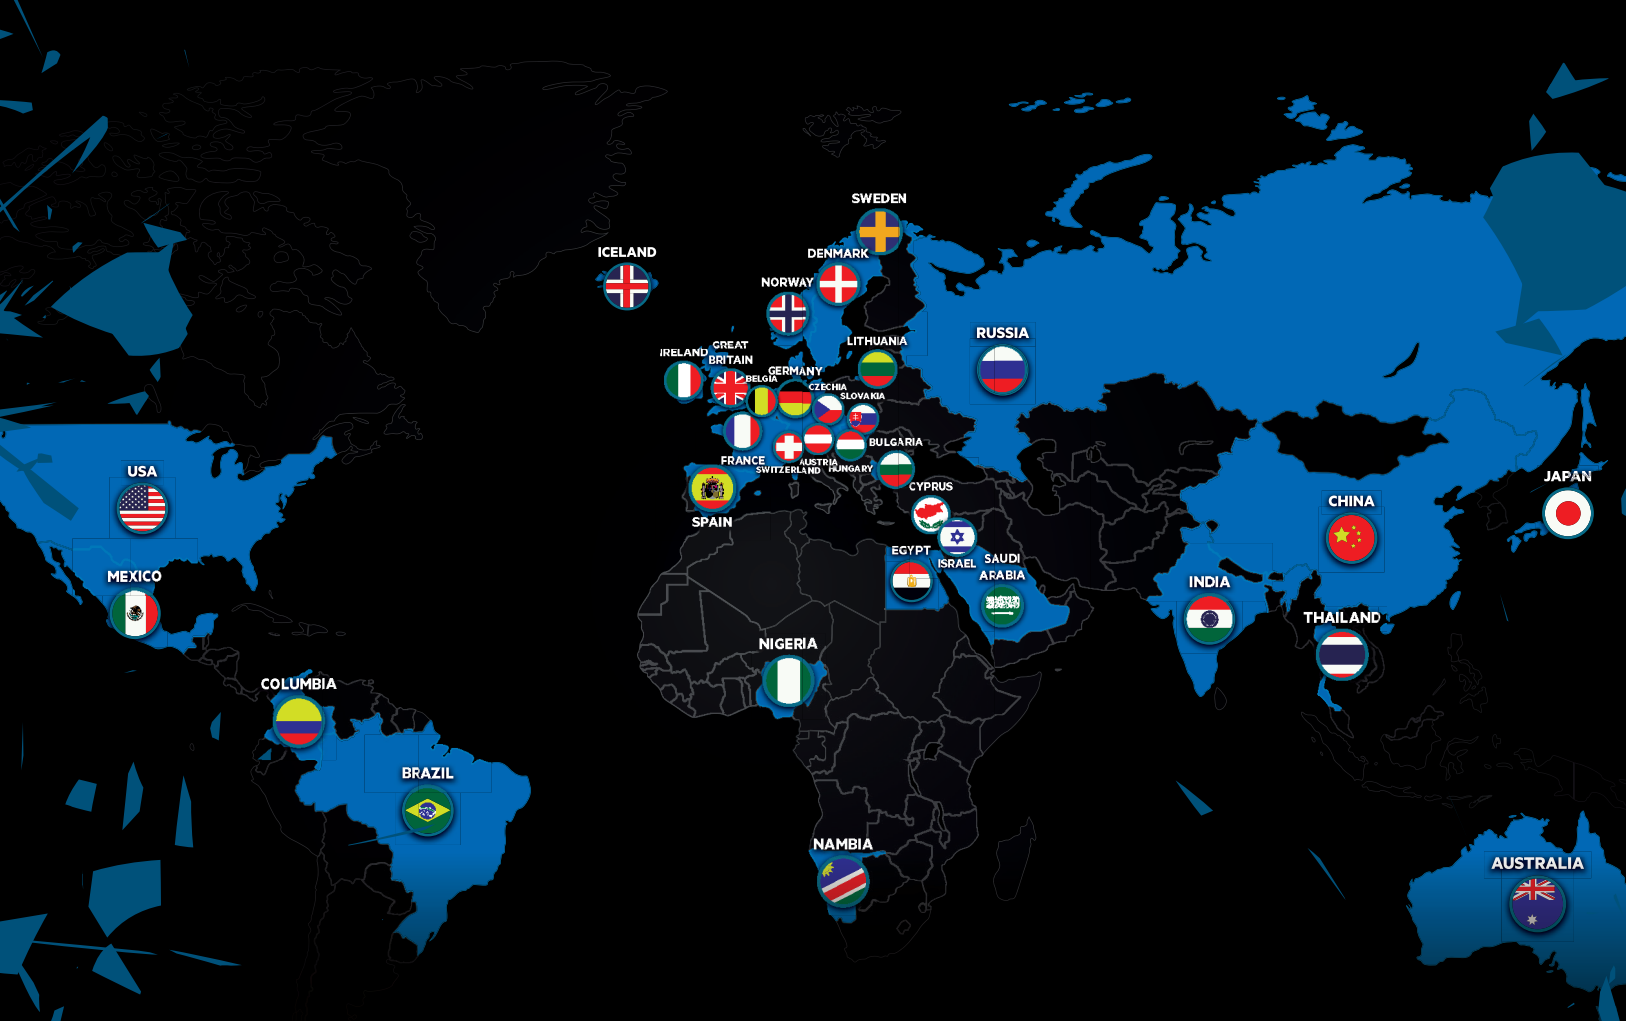 SWEDEN
ICELAND
DENMARK
NORWAY
RUSSIA
LITHUANIA
IRELAND
GREAT
BRITAIN
BELGIA
GERMANY
CZECHIA
SLOVAKIA
FRANCE
SWITZERLAND
AUSTRIA
HUNGARY
BULGARIA
SPAIN
CYPRUS
ISRAEL
EGYPT
SAUDI
ARABIA
USA
MEXICO
JAPAN
CHINA
INDIA
THAILAND
NIGERIA
COLUMBIA
BRAZIL
NAMBIA
AUSTRALIA